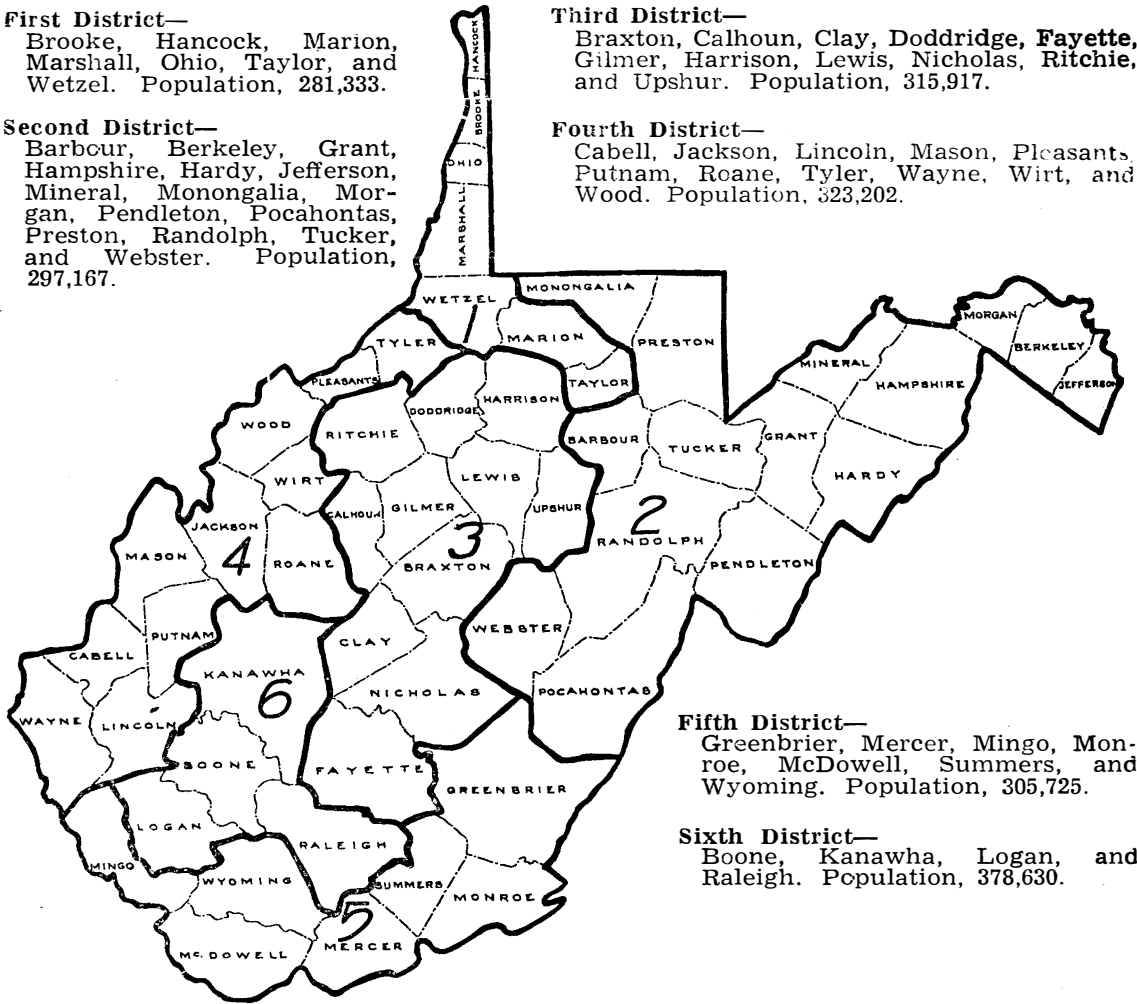 First District—
Brooke, Hancock, Marion,
Marshall, Ohio, Taylor, and
Wetzel. Population, 281,333.
Second District—
Barbour, Berkeley, Grant,
Hampshire, Hardy, Jefferson,
Mineral, Monongalia, Mor-
gan, Pendleton, Pocahontas,
Preston, Randolph, Tucker,
and Webster. Population,
297,167.
Third District—
Braxton, Calhoun, Clay, Doddridge, Fayette,
Gilmer, Harrison, Lewis, Nicholas, Ritchie,
and Upshur. Population, 315,917.
Fourth District—
Cabell, Jackson, Lincoln, Mason, Pleasants,
Putnam, Roane, Tyler, Wayne, Wirt, and
Wood. Population, 323,202.
HANCOCK
BROOKE
OHIO
MARSHALL
WETZEL
MONONGALIA
TYLER
MARION
PRESTON
MORGAN
BERKELEY
JEFFERSON
MINERAL
HAMPSHIRE
PLEASANTS
TAYLOR
WOOD
RITCHIE
DODDRIDGE
HARRISON
BARBOUR
TUCKER
GRANT
HARDY
WIRT
LEWIS
CALHOUN
GILMER
UPSHUR
2
RANDOLPH
JACKSON
4
MASON
ROANE
3
BRAXTON
PENDLETON
PUTNAM
CABELL
CLAY
WEBSTER
KANAWHA
6
NICHOLAS
POCAHONTAS
WAYNE
LINCOLN
BOONE
FAYETTE
GREENBRIER
LOGAN
RALEIGH
MINGO
WYOMING
SUMMERS
MONROE
5
MERCER
Mc.DOWELL
Fifth District—
Greenbrier, Mercer, Mingo, Mon-
roe, McDowell, Summers, and
Wyoming. Population, 305,725.
Sixth District—
Boone, Kanawha, Logan, and
Raleigh. Population, 378,630.